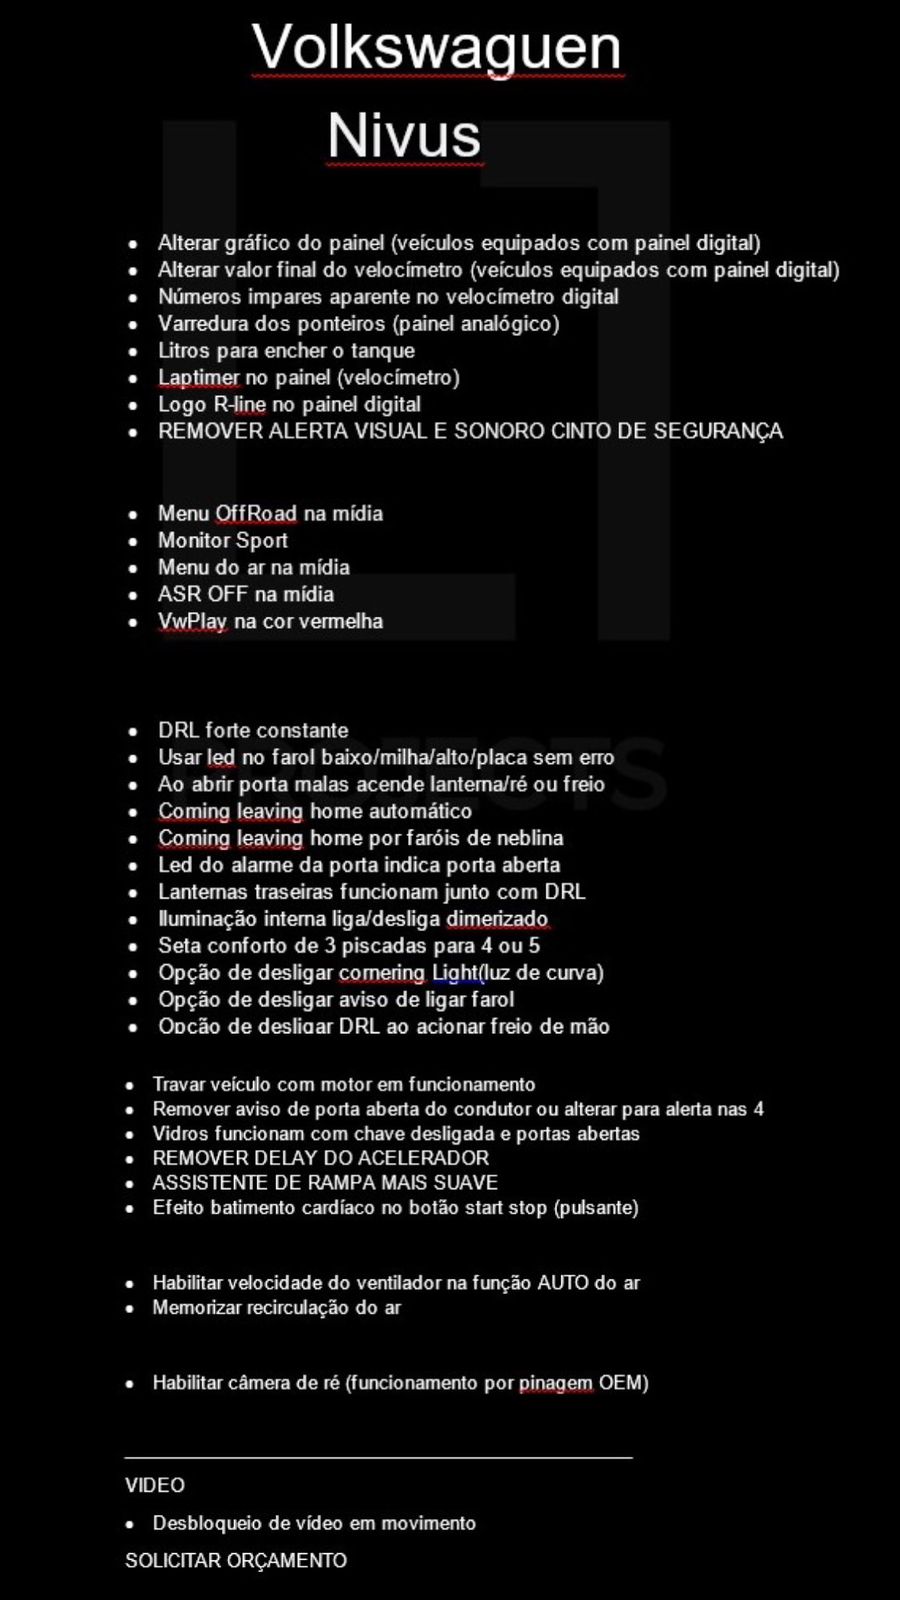 Volkswaguen
Nivus
• Alterar gráfico do painel (veículos equipados com painel digital)
• Alterar valor final do velocímetro (veículos equipados com painel digital)
• Números impares aparente no velocímetro digital
• Varredura dos ponteiros (painel analógico)
• Litros para encher o tanque
• Laptimer no painel (velocímetro)
• Logo R-line no painel digital
• REMOVER ALERTA VISUAL E SONORO CINTO DE SEGURANÇA
• Menu OffRoad na mídia
• Monitor Sport
• Menu do ar na mídia
• ASR OFF na mídia
• VwPlay na cor vermelha
• DRL forte constante
• Usar led no farol baixo/milha/alto/placa sem erro
• Ao abrir porta malas acende lanterna/ré ou freio
• Coming leaving home automático
• Coming leaving home por faróis de neblina
• Led do alarme da porta indica porta aberta
• Lanternas traseiras funcionam junto com DRL
• Iluminação interna liga/desliga dimerizado
• Seta conforto de 3 piscadas para 4 ou 5
• Opção de desligar cornering Light(luz de curva)
• Opção de desligar aviso de ligar farol
• Opção de desligar DRL ao acionar freio de mão
• Travar veículo com motor em funcionamento
• Remover aviso de porta aberta do condutor ou alterar para alerta nas 4
• Vidros funcionam com chave desligada e portas abertas
• REMOVER DELAY DO ACELERADOR
• ASSISTENTE DE RAMPA MAIS SUAVE
• Efeito batimento cardíaco no botão start stop (pulsante)
• Habilitar velocidade do ventilador na função AUTO do ar
• Memorizar recirculação do ar
• Habilitar câmera de ré (funcionamento por pinagem OEM)
VIDEO
• Desbloqueio de vídeo em movimento
SOLICITAR ORÇAMENTO